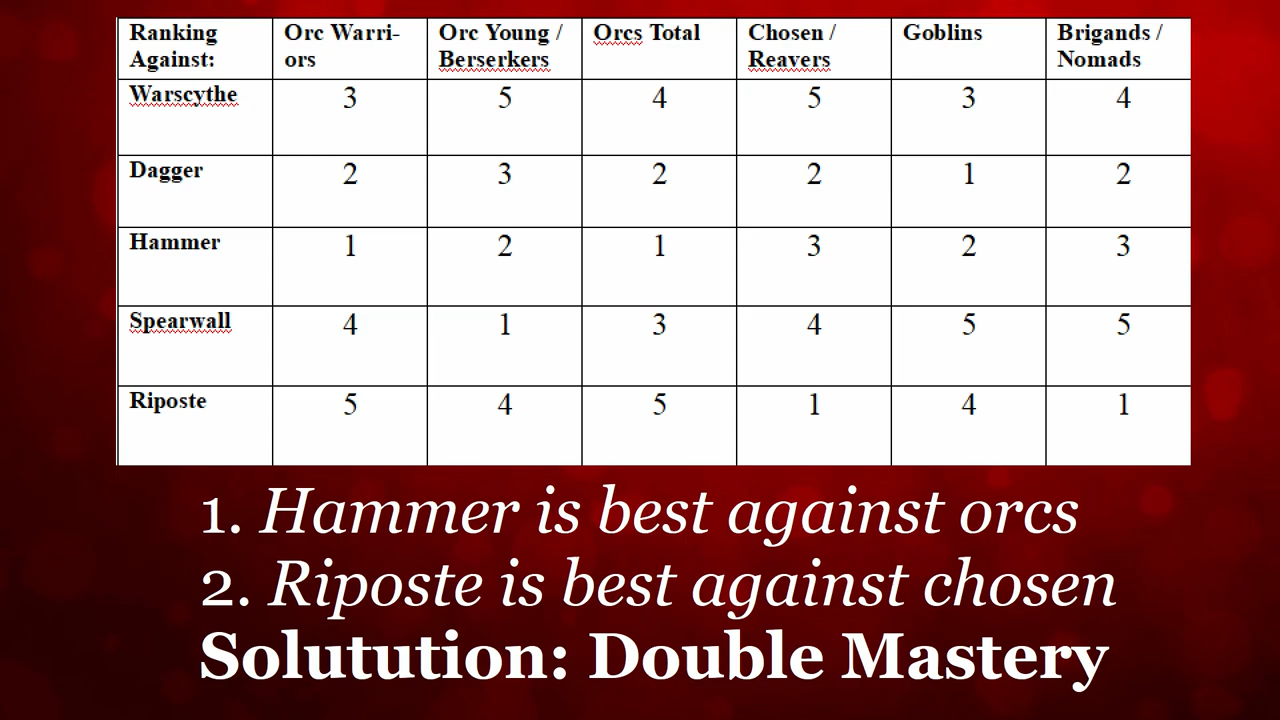 Ranking Against: Orc Warri-ors Orc Young / Berserkers Orcs Total Chosen / Reavers Goblins Brigands / Nomads
Warscythe 3 5 4 5 3 4
Dagger 2 3 2 2 1 2
Hammer 1 2 1 3 2 3
Spearwall 4 1 3 4 5 5
Riposte 5 4 5 1 4 1
1. Hammer is best against orcs
2. Riposte is best against chosen
Solutution: Double Mastery